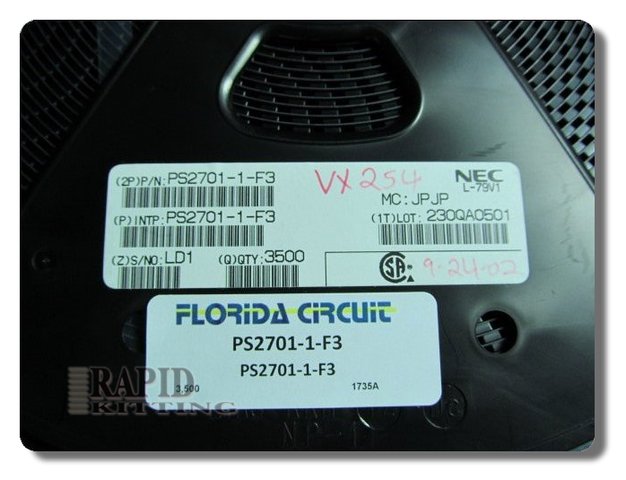 (2P)P/N:PS2701-1-F3
VX254
NEC
L-79V1
MC:JPJP
(P)INTP:PS2701-1-F3
(1T)LOT: 230QA0501
(Z)S/NO:LD1 (Q)QTY:3500
SA
9-24-02
FLORIDA CIRCUIT
PS2701-1-F3
PS2701-1-F3
3,500 1735A
RAPID
KITTING